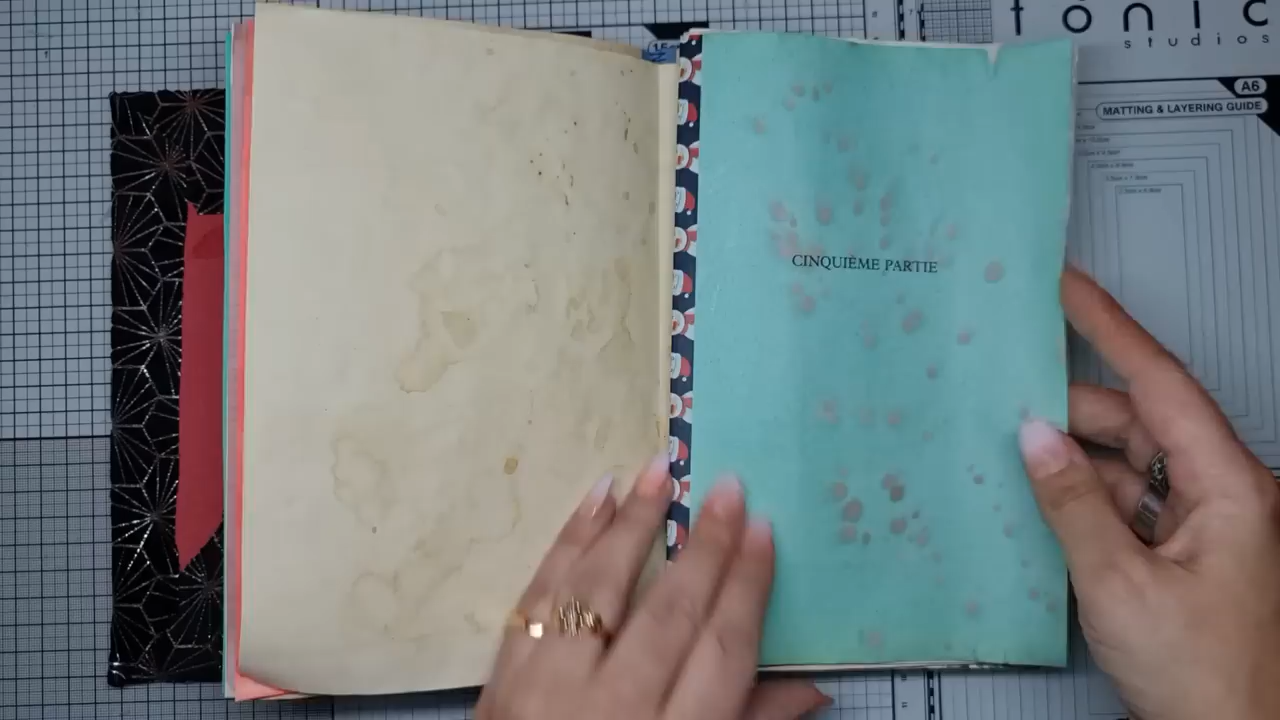 tonic
studios
A6
MATTING & LAYERING GUIDE
CINQUIÈME PARTIE